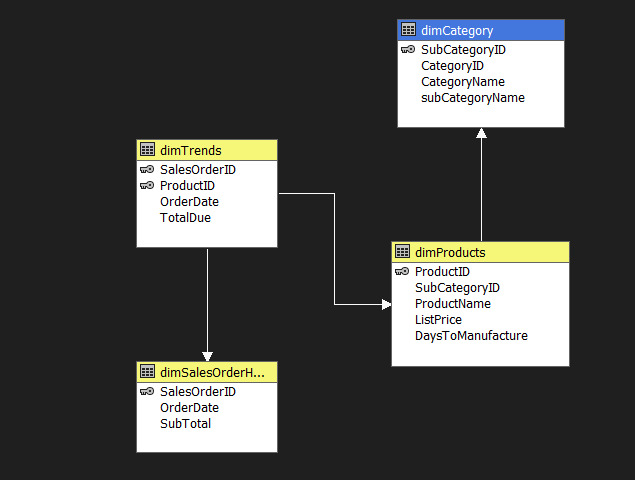 dimCategory
SubCategoryID
CategoryID
CategoryName
subCategoryName
dimTrends
SalesOrderID
ProductID
OrderDate
TotalDue
dimProducts
ProductID
SubCategoryID
ProductName
ListPrice
DaysToManufacture
dimSalesOrderH...
SalesOrderID
OrderDate
SubTotal